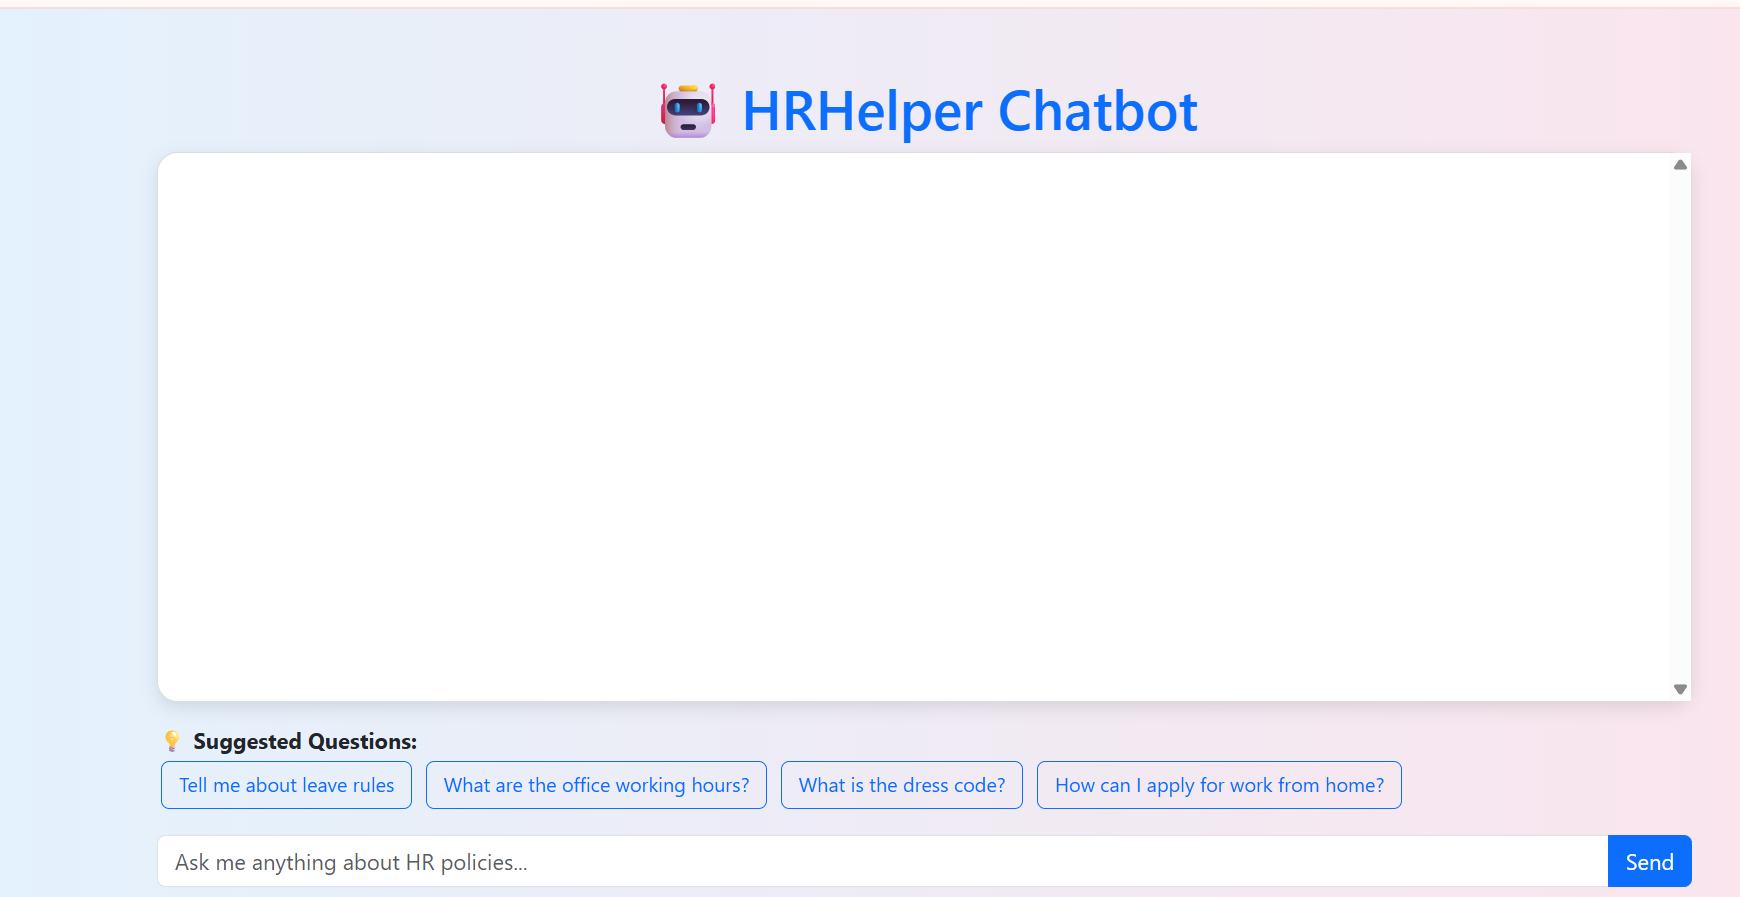 HRHelper Chatbot
Suggested Questions:
Tell me about leave rules
What are the office working hours?
What is the dress code?
How can I apply for work from home?
Ask me anything about HR policies...
Send